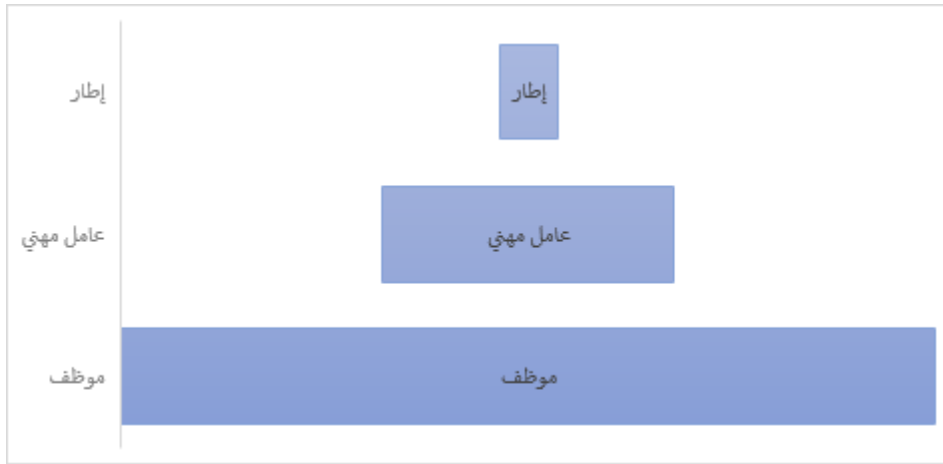 إطار
إطار
عامل مهني
عامل مهني
موظف
موظف